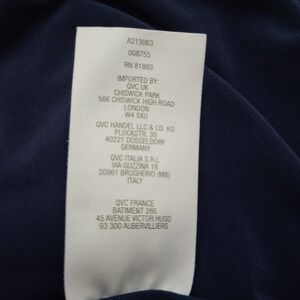 A213063
008755
RN 81893
IMPORTED BY:
QVC UK
CHISWICK PARK
566 CHISWICK HIGH ROAD
LONDON
W4 5XU
QVC HANDEL LLC & CO. KG
PLOCKSTR. 30
40221 DUSSELDORF
GERMANY
QVC ITALIA S.R.L
VIA GUZZINA 18
20861 BRUGHERIO (MB)
ITALY
QVC FRANCE
BATIMENT 266
45 AVENUE VICTOR HUGO
93 300 AUBERVILLIERS